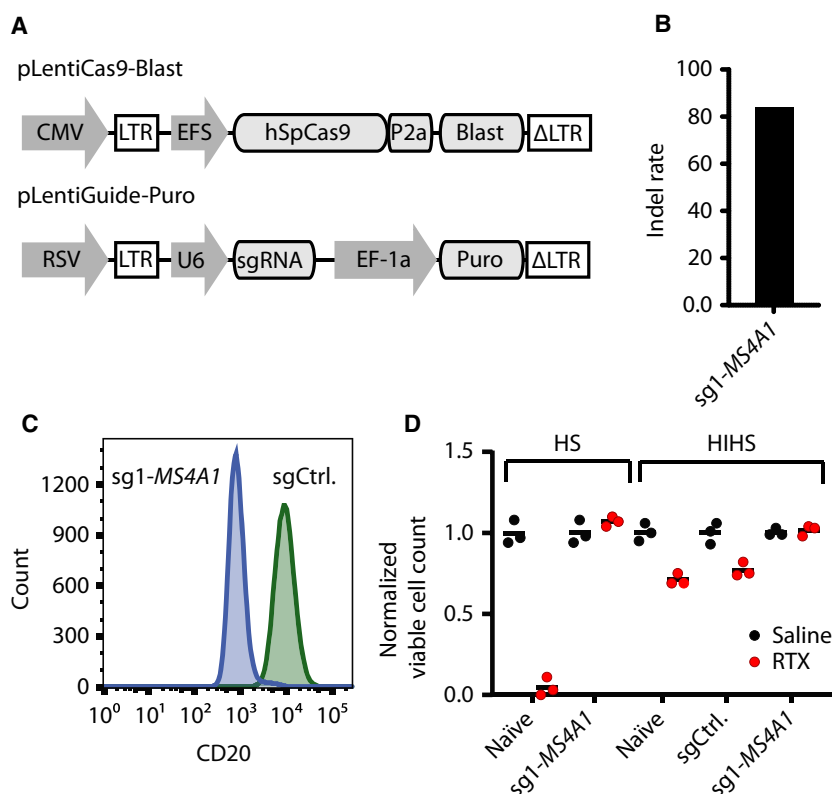 A
pLentiCas9-Blast
CMV LTR EFS hSpCas9 P2a Blast ΔLTR
pLentiGuide-Puro
RSV LTR U6 sgRNA EF-1a Puro ΔLTR
B
Indel rate
100
80
60
40
20
0.0
sg1-MS4A1
C
sg1-MS4A1 sgCtrl.
Count
1200
900
600
300
0
10⁰ 10¹ 10² 10³ 10⁴ 10⁵
CD20
D
HS HIHS
Normalized
viable cell count
1.5
1.0
0.5
0.0
Saline
RTX
Naïve sg1-MS4A1 Naïve sgCtrl. sg1-MS4A1